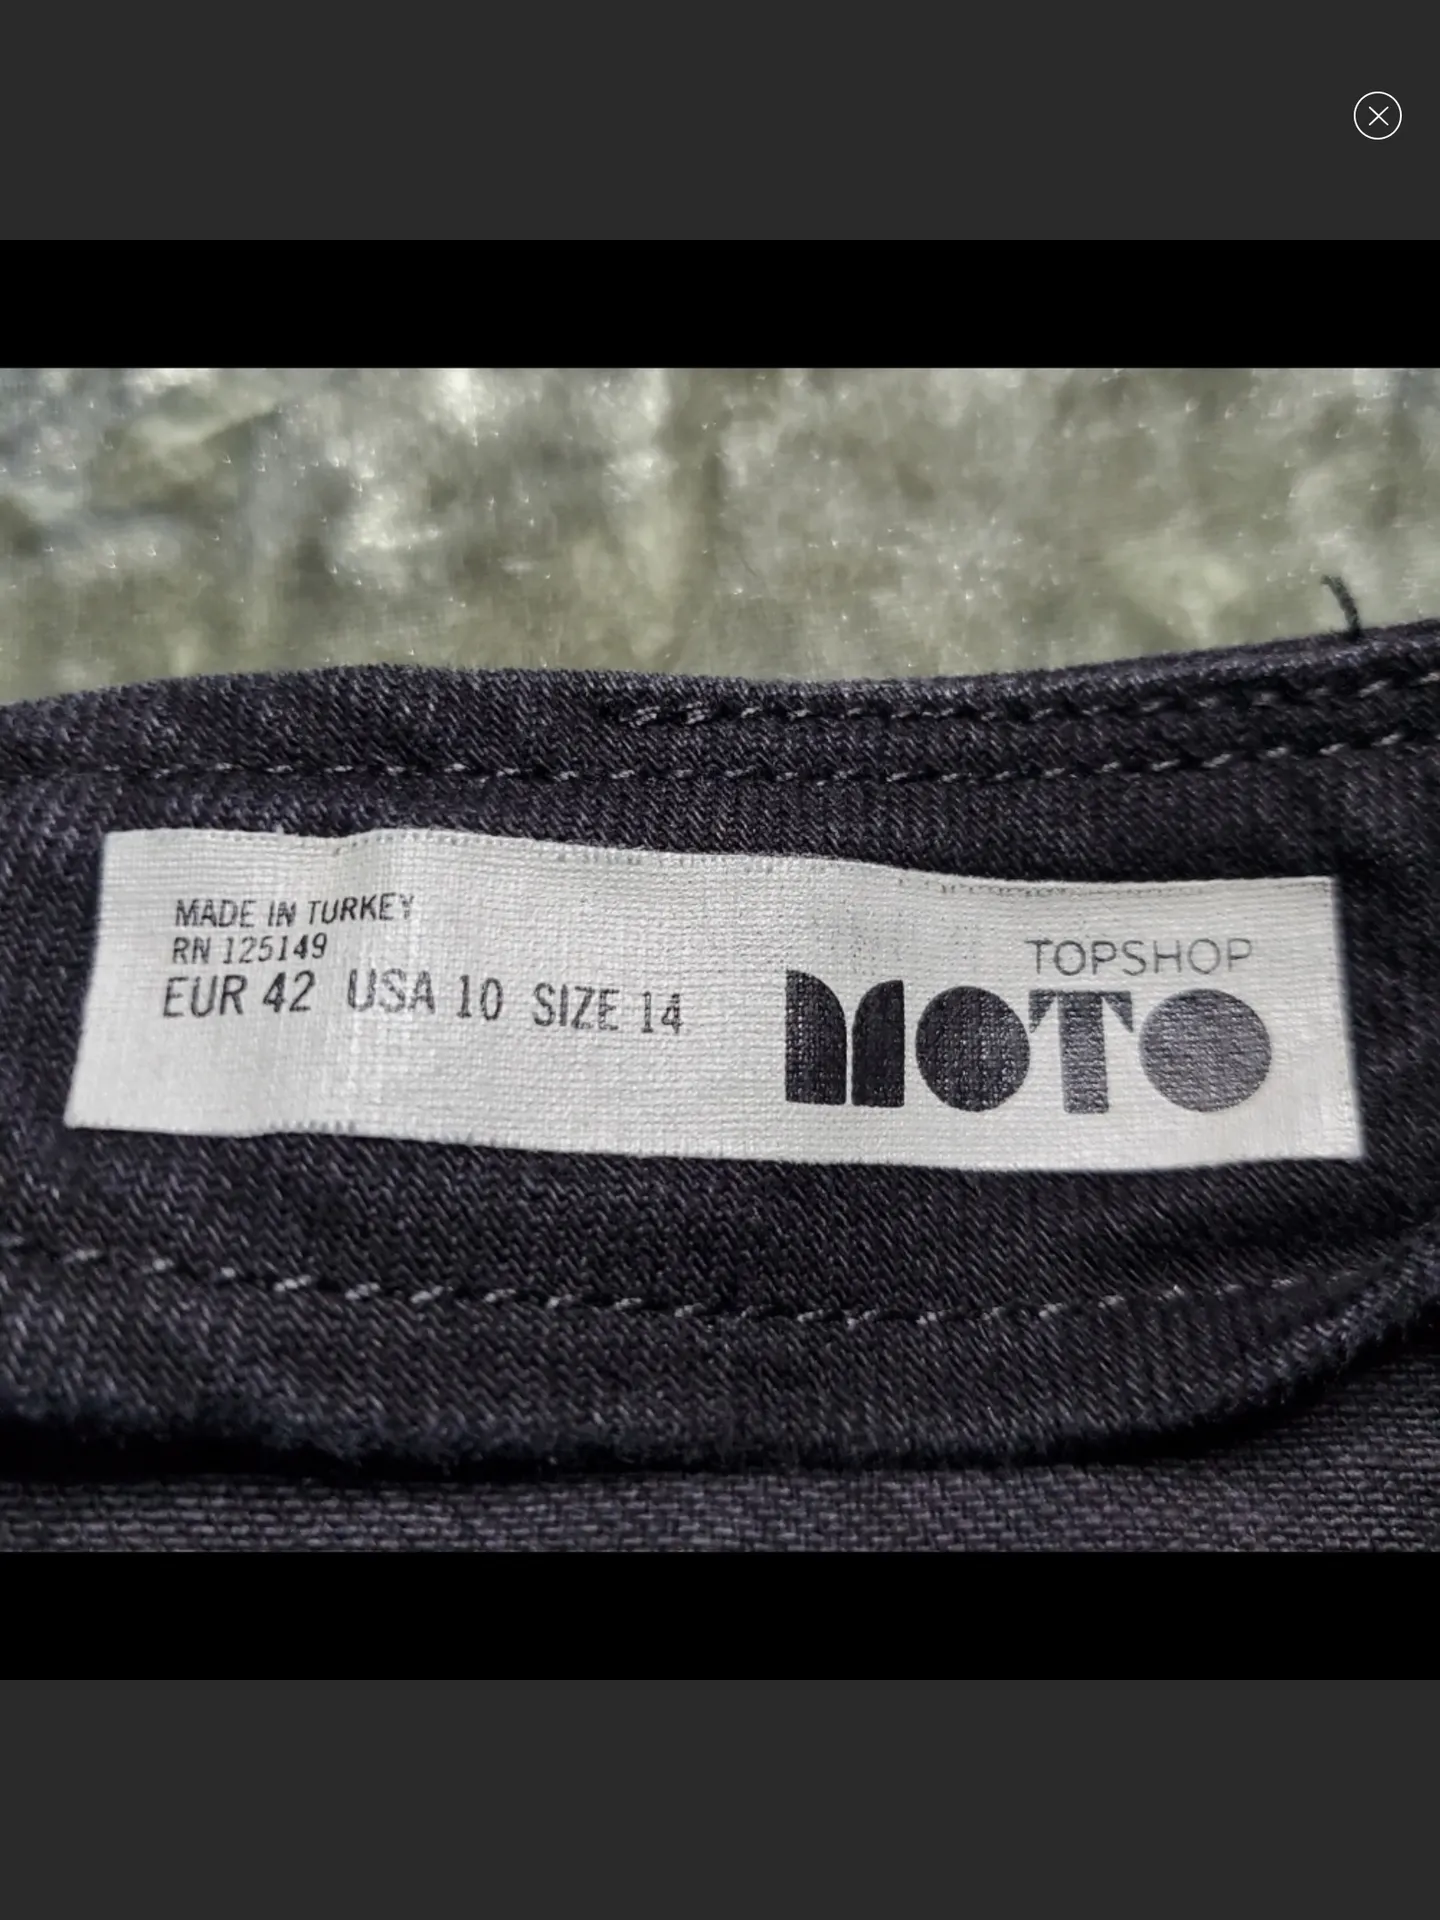 MADE IN TURKEY
RN 125149
EUR 42 USA 10 SIZE 14
TOPSHOP
MOTO